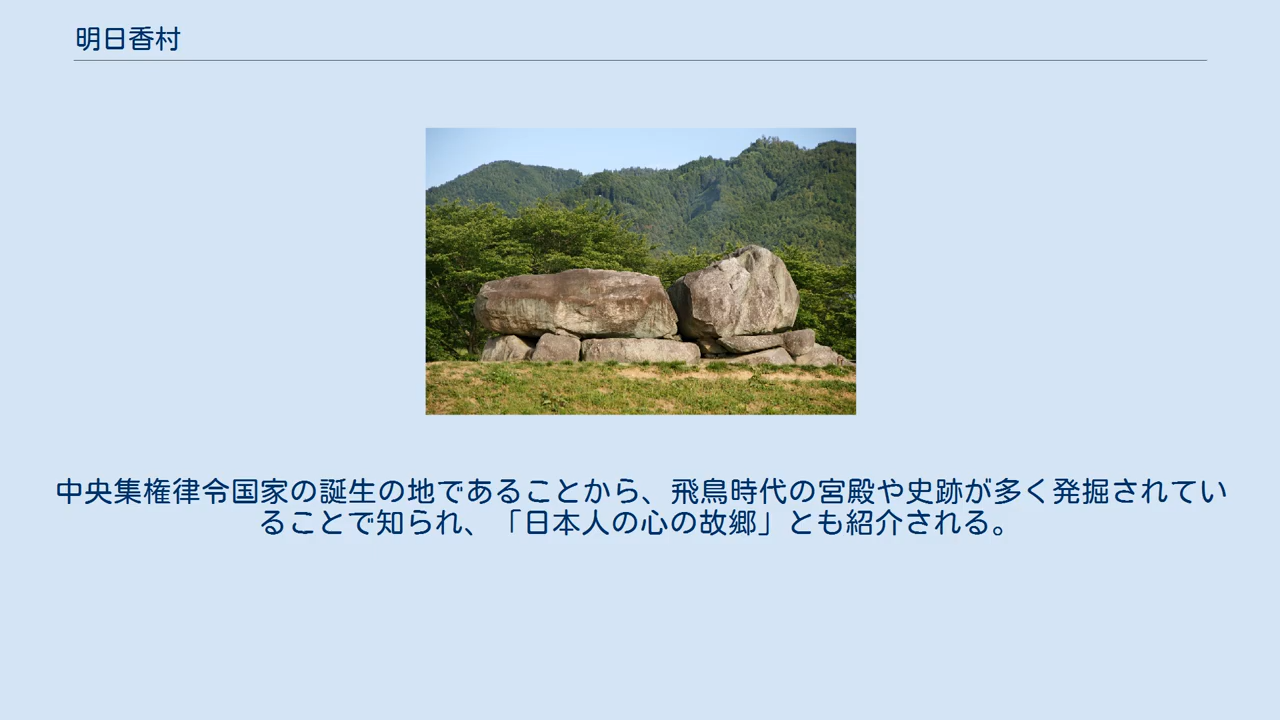 明日香村
中央集権律令国家の誕生の地であることから、飛鳥時代の宮殿や史跡が多く発掘されてい
ることで知られ、「日本人の心の故郷」とも紹介される。